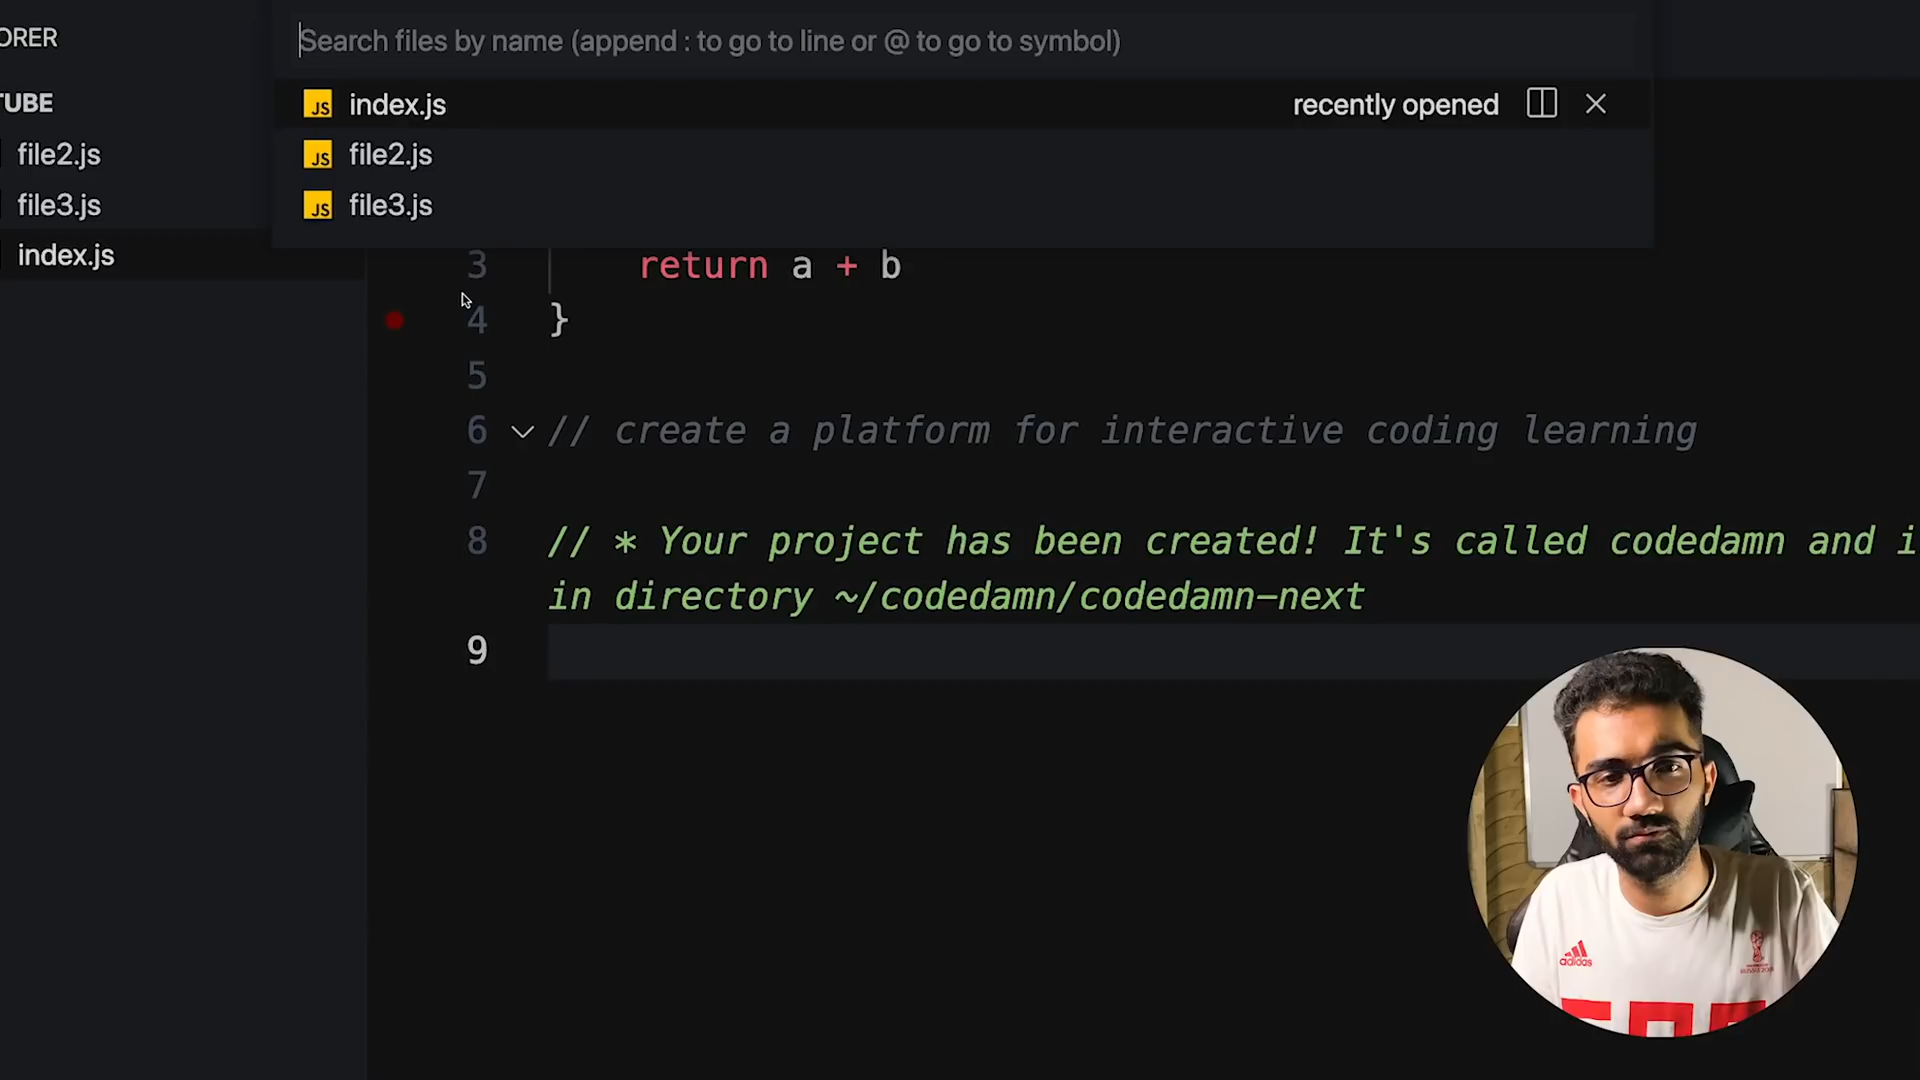 ORER
Search files by name (append : to go to line or @ to go to symbol)
TUBE
JS index.js recently opened
file2.js
JS file2.js
file3.js
JS file3.js
index.js
3 return a + b
4 }
5
6 // create a platform for interactive coding learning
7
8 // * Your project has been created! It's called codedamn and i
in directory ~/codedamn/codedamn-next
9
adidas